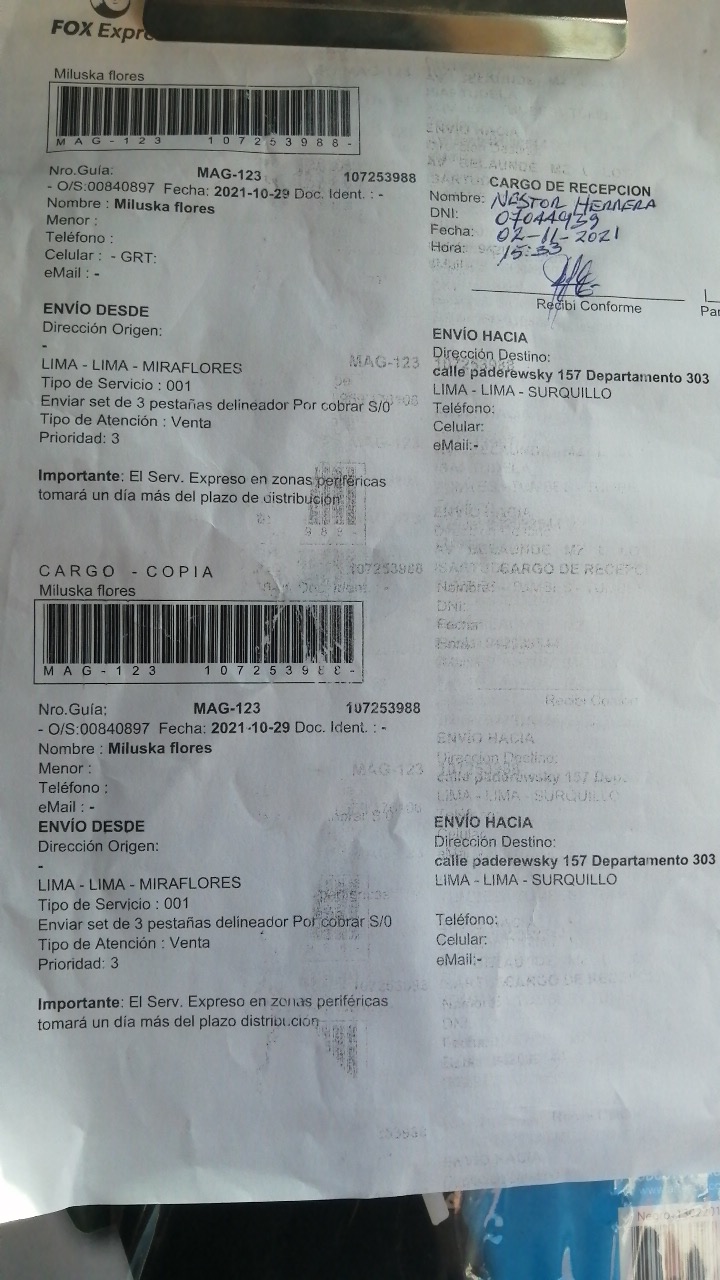 FOX Expre
Miluska flores
MAG-123 107253988-
Nro.Guía: MAG-123 107253988
- O/S:00840897 Fecha: 2021-10-29 Doc. Ident. : -
Nombre : Miluska flores
Menor :
Teléfono :
Celular : - GRT:
eMail : -
CARGO DE RECEPCION
Nombre: NESTOR HERRERA
DNI: 07044939
Fecha: 02-11-2021
Hora: 15:33
Recibi Conforme
Par
ENVÍO DESDE
Dirección Origen:
-
LIMA - LIMA - MIRAFLORES
Tipo de Servicio : 001
Enviar set de 3 pestañas delineador Por cobrar S/0
Tipo de Atención : Venta
Prioridad: 3
ENVÍO HACIA
Dirección Destino:
calle paderewsky 157 Departamento 303
LIMA - LIMA - SURQUILLO
Teléfono:
Celular:
eMail:-
Importante: El Serv. Expreso en zonas periféricas
tomará un día más del plazo de distribución
CARGO - COPIA
Miluska flores
MAG-123 107253988-
Nro.Guía: MAG-123 107253988
- O/S:00840897 Fecha: 2021-10-29 Doc. Ident. : -
Nombre : Miluska flores
Menor :
Teléfono :
eMail : -
ENVÍO DESDE
Dirección Origen:
-
LIMA - LIMA - MIRAFLORES
Tipo de Servicio : 001
Enviar set de 3 pestañas delineador Por cobrar S/0
Tipo de Atención : Venta
Prioridad: 3
ENVÍO HACIA
Dirección Destino:
calle paderewsky 157 Departamento 303
LIMA - LIMA - SURQUILLO
Teléfono:
Celular:
eMail:-
Importante: El Serv. Expreso en zonas periféricas
tomará un día más del plazo distribución